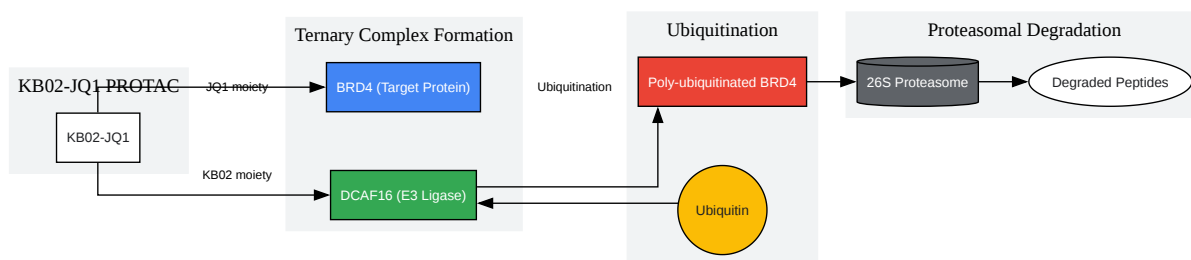 KB02-JQ1 PROTAC
KB02-JQ1
JQ1 moiety
KB02 moiety
Ternary Complex Formation
BRD4 (Target Protein)
DCAF16 (E3 Ligase)
Ubiquitination
Ubiquitination
Poly-ubiquitinated BRD4
Ubiquitin
Proteasomal Degradation
26S Proteasome
Degraded Peptides